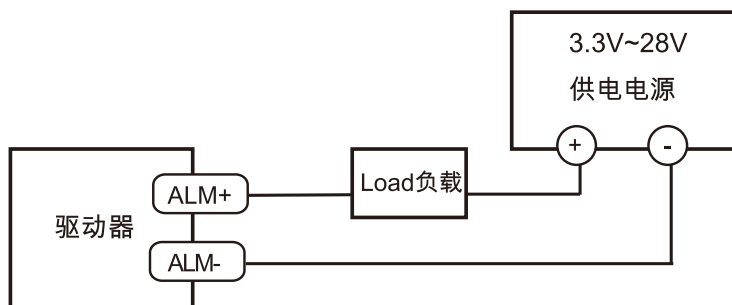 3.3V~28V
供电电源
+
-
ALM+
Load负载
驱动器
ALM-